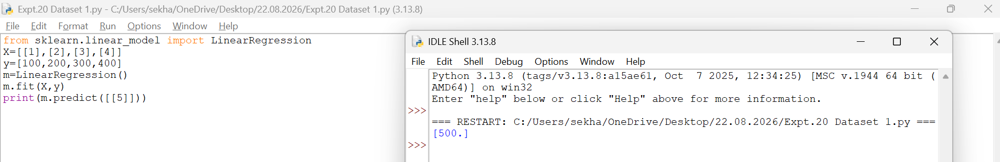 Expt.20 Dataset 1.py - C:/Users/sekha/OneDrive/Desktop/22.08.2026/Expt.20 Dataset 1.py (3.13.8)
File Edit Format Run Options Window Help
from sklearn.linear_model import LinearRegression
X=[[1],[2],[3],[4]]
y=[100,200,300,400]
m=LinearRegression()
m.fit(X,y)
print(m.predict([[5]]))
IDLE Shell 3.13.8
File Edit Shell Debug Options Window Help
Python 3.13.8 (tags/v3.13.8:a15ae61, Oct  7 2025, 12:34:25) [MSC v.1944 64 bit (
AMD64)] on win32
Enter "help" below or click "Help" above for more information.
>>>
=== RESTART: C:/Users/sekha/OneDrive/Desktop/22.08.2026/Expt.20 Dataset 1.py ===
[500.]
>>>